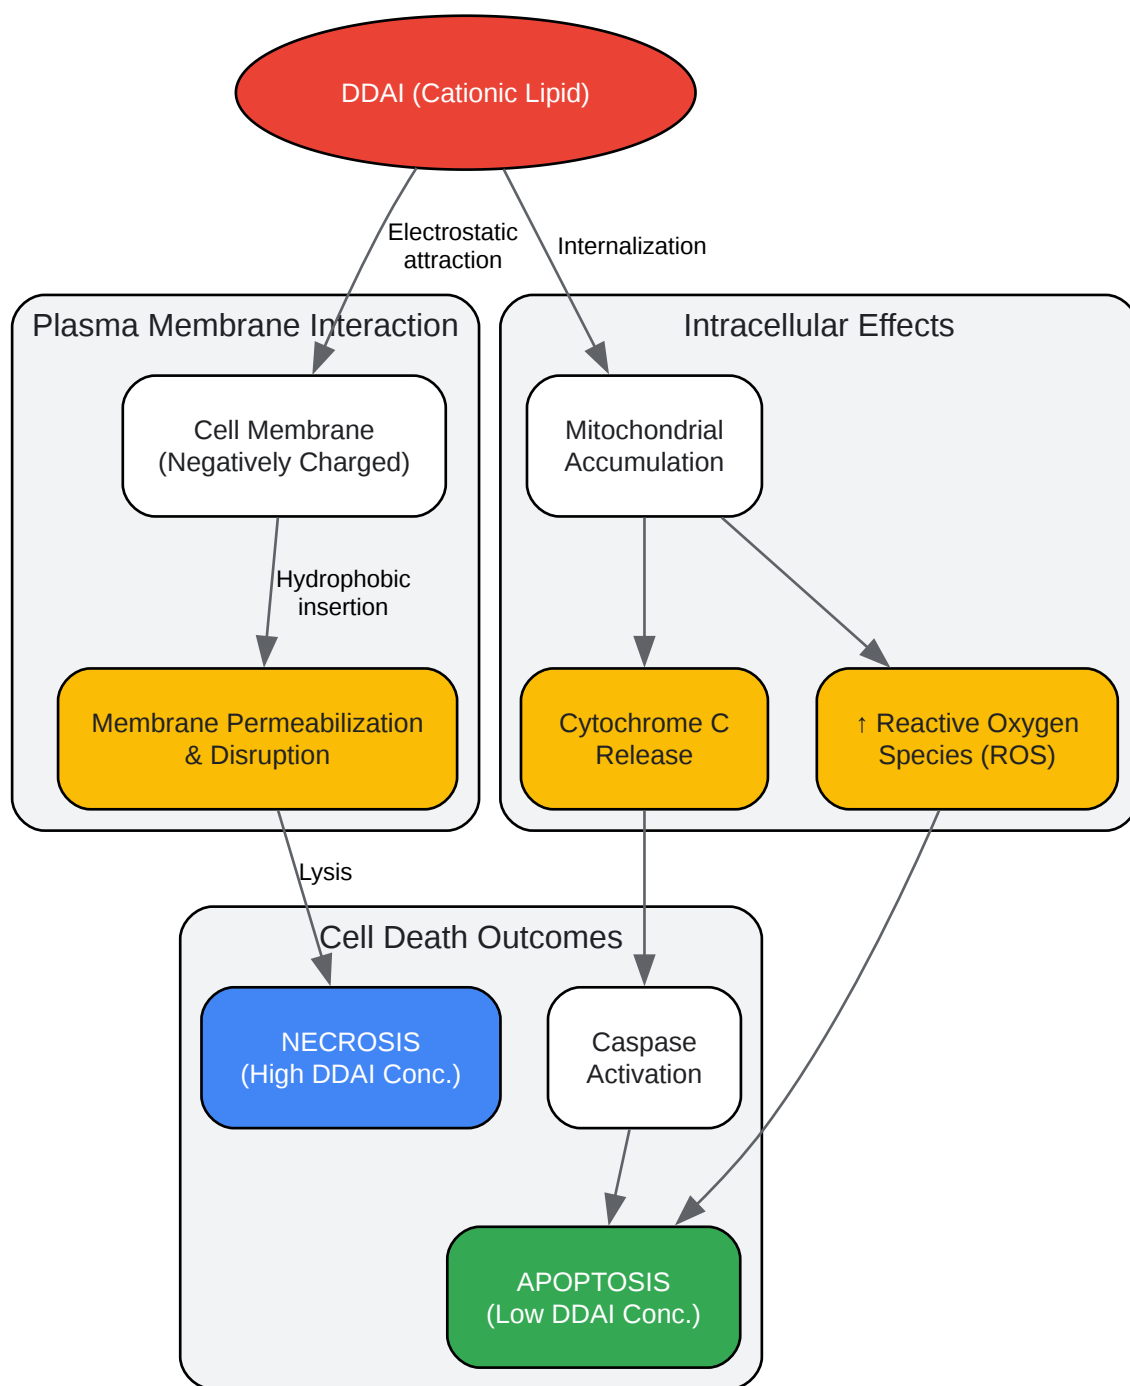 DDAI (Cationic Lipid)
Electrostatic
attraction
Internalization
Plasma Membrane Interaction
Intracellular Effects
Cell Membrane
(Negatively Charged)
Mitochondrial
Accumulation
Hydrophobic
insertion
Membrane Permeabilization
& Disruption
Cytochrome C
Release
↑ Reactive Oxygen
Species (ROS)
Lysis
Cell Death Outcomes
NECROSIS
(High DDAI Conc.)
Caspase
Activation
APOPTOSIS
(Low DDAI Conc.)